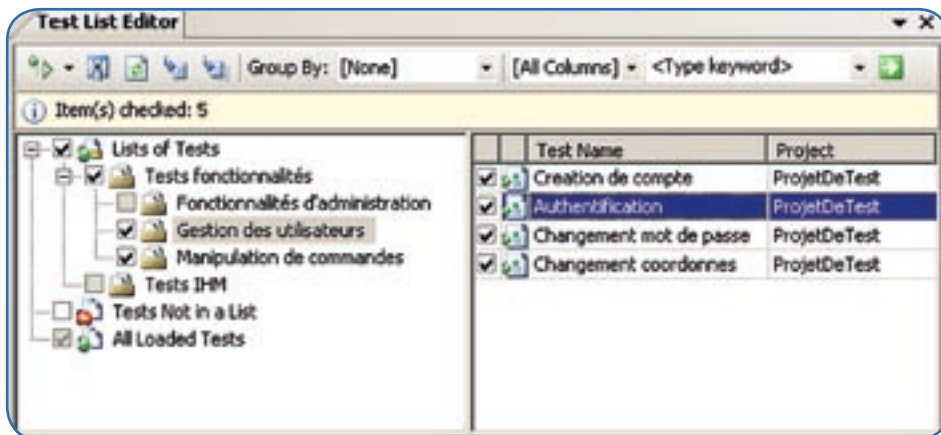 Test List Editor
Group By: [None] [All Columns] <Type keyword>
Item(s) checked: 5
Lists of Tests
Tests fonctionnalités
Fonctionnalités d'administration
Gestion des utilisateurs
Manipulation de commandes
Tests IHM
Tests Not in a List
All Loaded Tests
Test Name Project
Creation de compte ProjetDeTest
Authentification ProjetDeTest
Changement mot de passe ProjetDeTest
Changement coordonnes ProjetDeTest